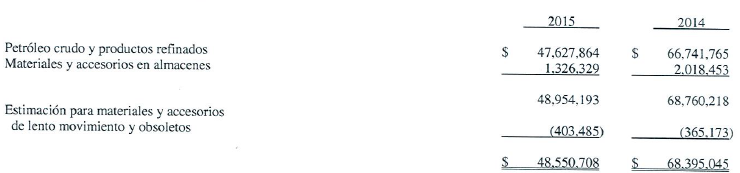 2015 2014
Petróleo crudo y productos refinados $ 47,627,864 $ 66,741,765
Materiales y accesorios en almacenes 1,326,329 2,018,453
48,954,193 68,760,218
Estimación para materiales y accesorios
de lento movimiento y obsoletos (403,485) (365,173)
$ 48,550,708 $ 68,395,045